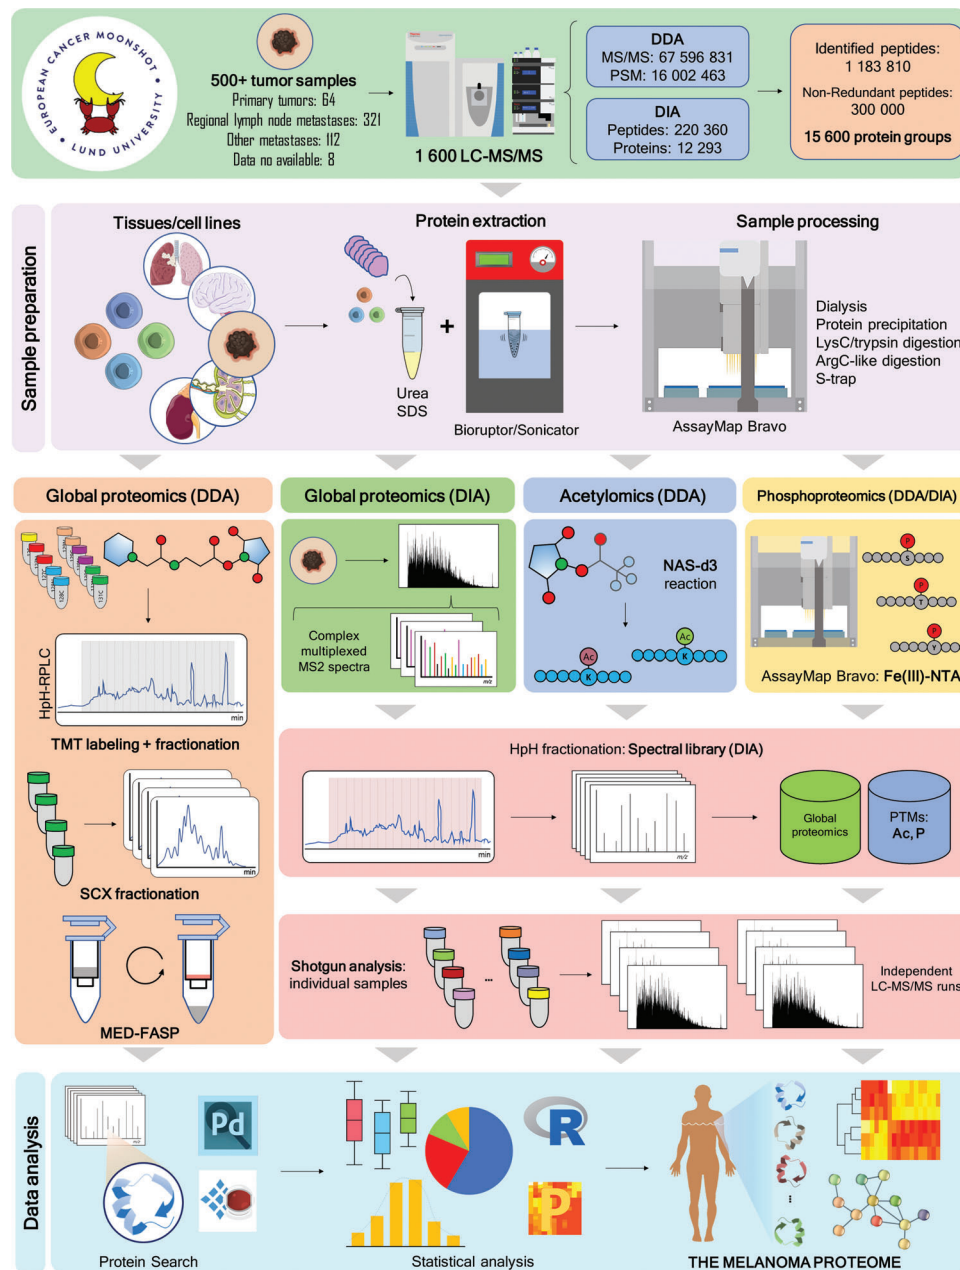 EUROPEAN CANCER MOONSHOT
LUND UNIVERSITY
500+ tumor samples
Primary tumors: 64
Regional lymph node metastases: 321
Other metastases: 112
Data no available: 8
1 600 LC-MS/MS
DDA
MS/MS: 67 596 831
PSM: 16 002 463
DIA
Peptides: 220 360
Proteins: 12 293
Identified peptides:
1 183 810
Non-Redundant peptides:
300 000
15 600 protein groups
Sample preparation
Tissues/cell lines
Protein extraction
Urea
SDS
+
Bioruptor/Sonicator
Sample processing
Dialysis
Protein precipitation
LysC/trypsin digestion
ArgC-like digestion
S-trap
AssayMap Bravo
Global proteomics (DDA)
128C
131C
HpH-RPLC
min
TMT labeling + fractionation
min
SCX fractionation
MED-FASP
Global proteomics (DIA)
Complex
multiplexed
MS2 spectra
m/z
Acetylomics (DDA)
NAS-d3
reaction
Ac
K
Ac
K
Phosphoproteomics (DDA/DIA)
P
S
P
T
P
Y
AssayMap Bravo: Fe(III)-NTA
HpH fractionation: Spectral library (DIA)
min
m/z
Global
proteomics
PTMs:
Ac, P
Shotgun analysis:
individual samples
...
Independent
LC-MS/MS runs
Data analysis
Pd
Protein Search
R
P
Statistical analysis
...
THE MELANOMA PROTEOME